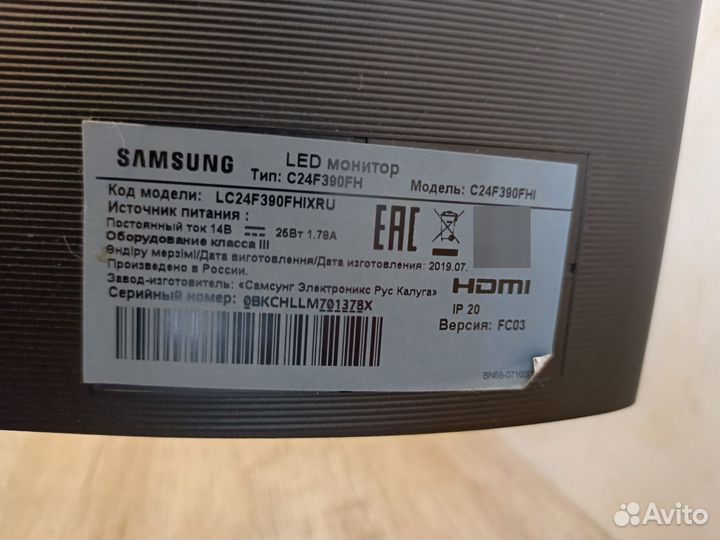 SAMSUNG
LED монитор
Тип: C24F390FH
Модель: C24F390FHI
Код модели: LC24F390FHIXRU
Источник питания :
Постоянный ток 14В 25Вт 1.78A
Оборудование класса III
Өндіру мерзімі/Дата виготовлення/Дата изготовления: 2019.07.
Произведено в России.
Завод-изготовитель: «Самсунг Электроникс Рус Калуга»
Серийный номер: 0BKCHLLM701378X
EAC
HDMI
IP 20
Версия: FC03
Avito